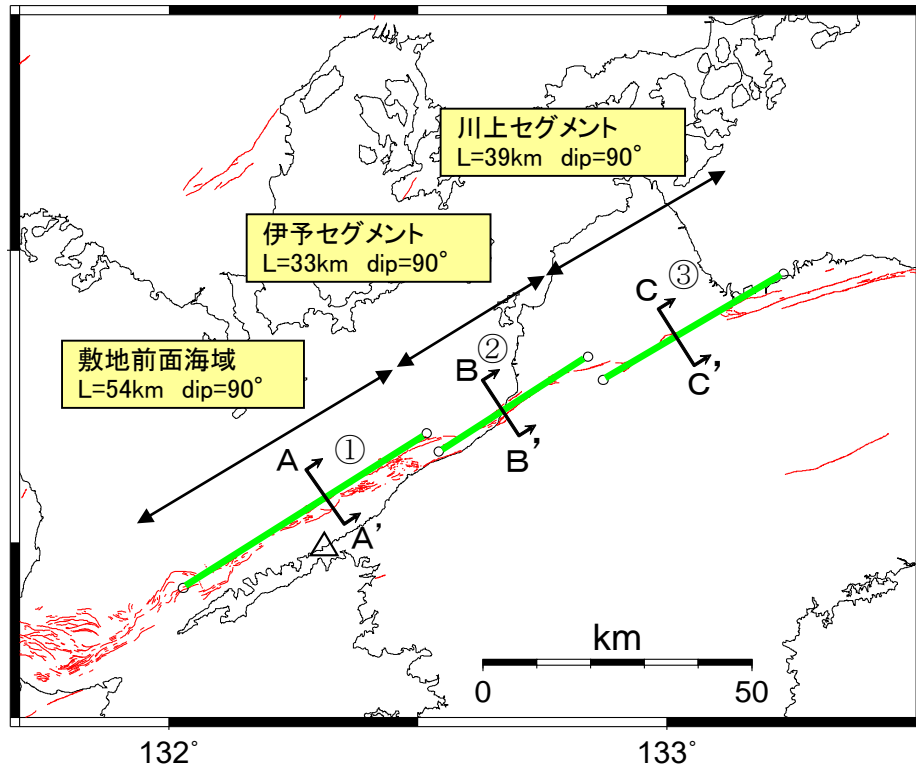 川上セグメント
L=39km dip=90°
伊予セグメント
L=33km dip=90°
敷地前面海域
L=54km dip=90°
C ③
C’
B ②
B’
A ①
A’
km
0 50
132° 133°